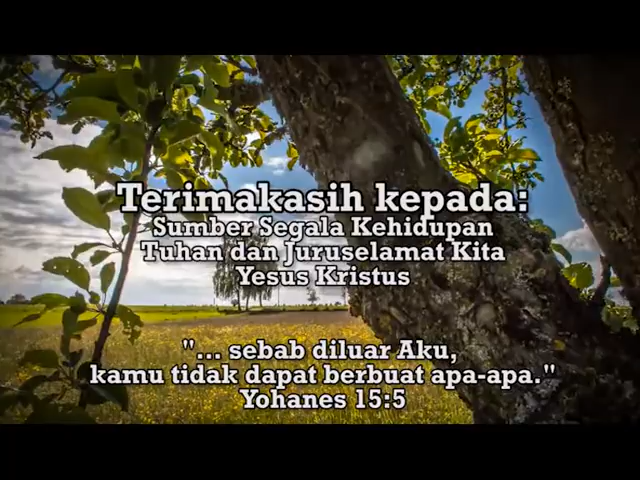 Terimakasih kepada:
Sumber Segala Kehidupan
Tuhan dan Juruselamat Kita
Yesus Kristus
"... sebab diluar Aku,
kamu tidak dapat berbuat apa-apa."
Yohanes 15:5